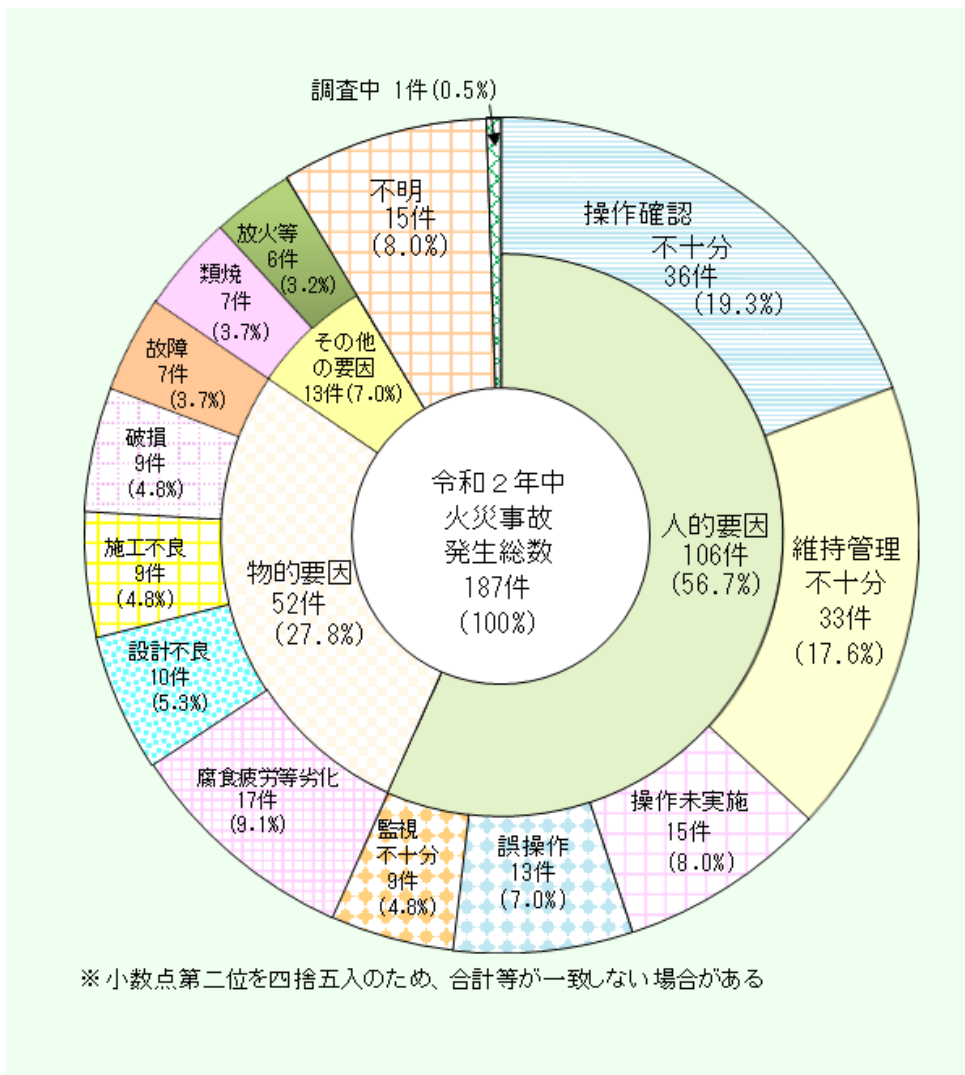 調査中 1件(0.5%)
操作確認
不十分
36件
(19.3%)
維持管理
不十分
33件
(17.6%)
操作未実施
15件
(8.0%)
誤操作
13件
(7.0%)
監視
不十分
9件
(4.8%)
腐食疲労等劣化
17件
(9.1%)
設計不良
10件
(5.3%)
施工不良
9件
(4.8%)
破損
9件
(4.8%)
故障
7件
(3.7%)
類焼
7件
(3.7%)
放火等
6件
(3.2%)
不明
15件
(8.0%)
人的要因
106件
(56.7%)
物的要因
52件
(27.8%)
その他
の要因
13件(7.0%)
令和２年中
火災事故
発生総数
187件
(100%)
※小数点第二位を四捨五入のため、合計等が一致しない場合がある